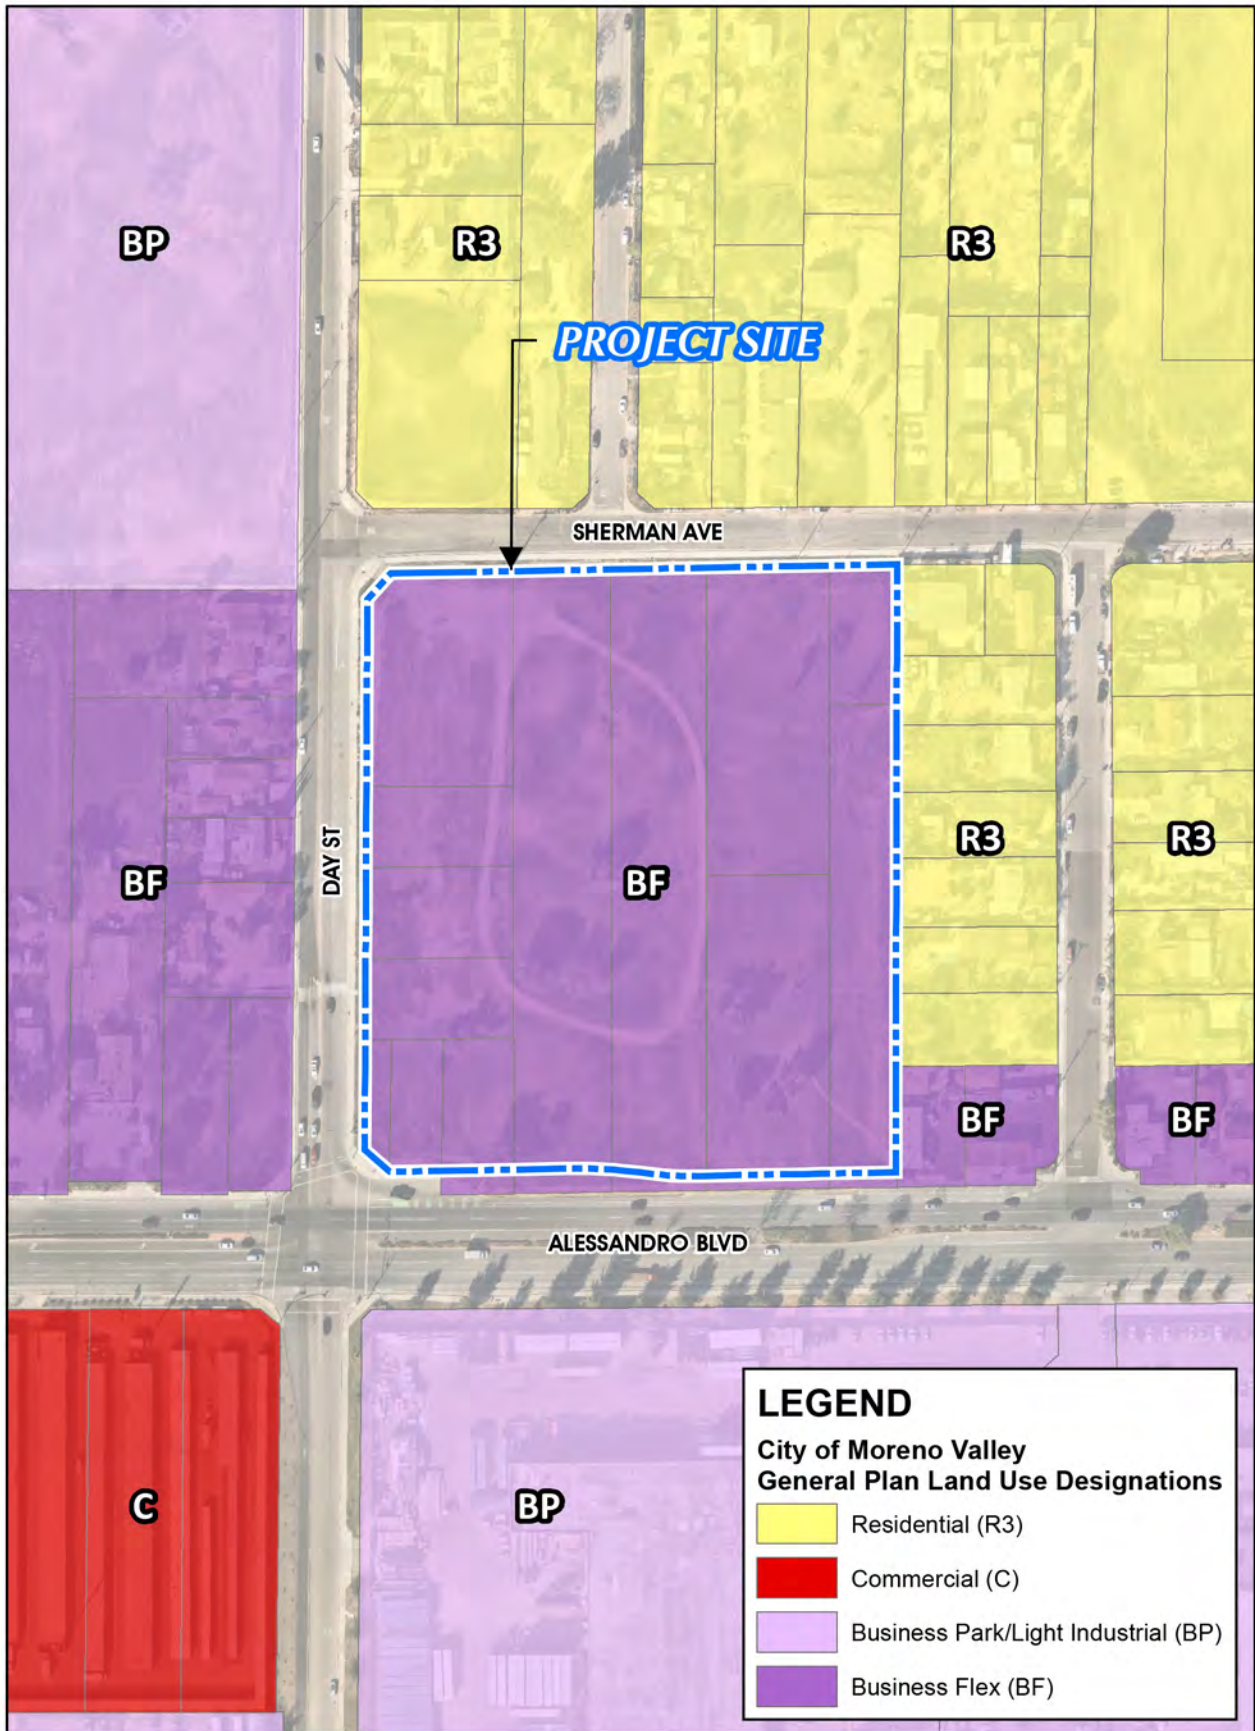 BP
R3
R3
PROJECT SITE
SHERMAN AVE
DAY ST
BF
BF
R3
R3
BF
BF
ALESSANDRO BLVD
C
BP
LEGEND
City of Moreno Valley
General Plan Land Use Designations
Residential (R3)
Commercial (C)
Business Park/Light Industrial (BP)
Business Flex (BF)